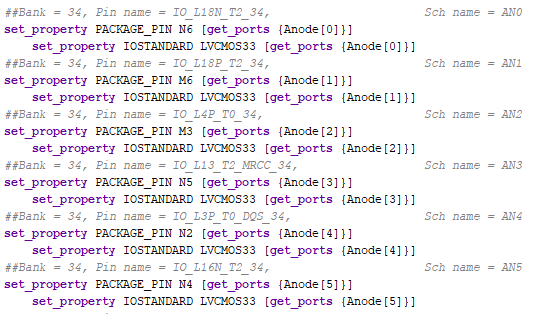 ##Bank = 34, Pin name = IO_L18N_T2_34, Sch name = AN0
set_property PACKAGE_PIN N6 [get_ports {Anode[0]}]
set_property IOSTANDARD LVCMOS33 [get_ports {Anode[0]}]
##Bank = 34, Pin name = IO_L18P_T2_34, Sch name = AN1
set_property PACKAGE_PIN M6 [get_ports {Anode[1]}]
set_property IOSTANDARD LVCMOS33 [get_ports {Anode[1]}]
##Bank = 34, Pin name = IO_L4P_T0_34, Sch name = AN2
set_property PACKAGE_PIN M3 [get_ports {Anode[2]}]
set_property IOSTANDARD LVCMOS33 [get_ports {Anode[2]}]
##Bank = 34, Pin name = IO_L13_T2_MRCC_34, Sch name = AN3
set_property PACKAGE_PIN N5 [get_ports {Anode[3]}]
set_property IOSTANDARD LVCMOS33 [get_ports {Anode[3]}]
##Bank = 34, Pin name = IO_L3P_T0_DQS_34, Sch name = AN4
set_property PACKAGE_PIN N2 [get_ports {Anode[4]}]
set_property IOSTANDARD LVCMOS33 [get_ports {Anode[4]}]
##Bank = 34, Pin name = IO_L16N_T2_34, Sch name = AN5
set_property PACKAGE_PIN N4 [get_ports {Anode[5]}]
set_property IOSTANDARD LVCMOS33 [get_ports {Anode[5]}]